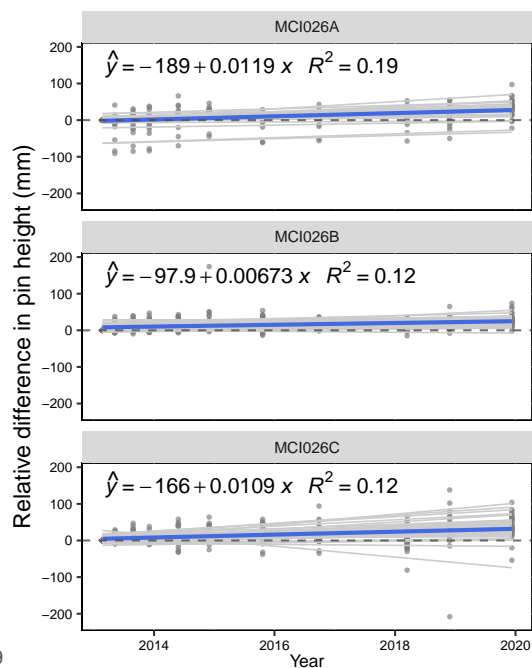 MCI026A
ŷ = −189 + 0.0119 x R² = 0.19
200
100
0
−100
−200
MCI026B
ŷ = −97.9 + 0.00673 x R² = 0.12
200
100
0
−100
−200
MCI026C
ŷ = −166 + 0.0109 x R² = 0.12
200
100
0
−100
−200
Relative difference in pin height (mm)
2014 2016 2018 2020
Year
9